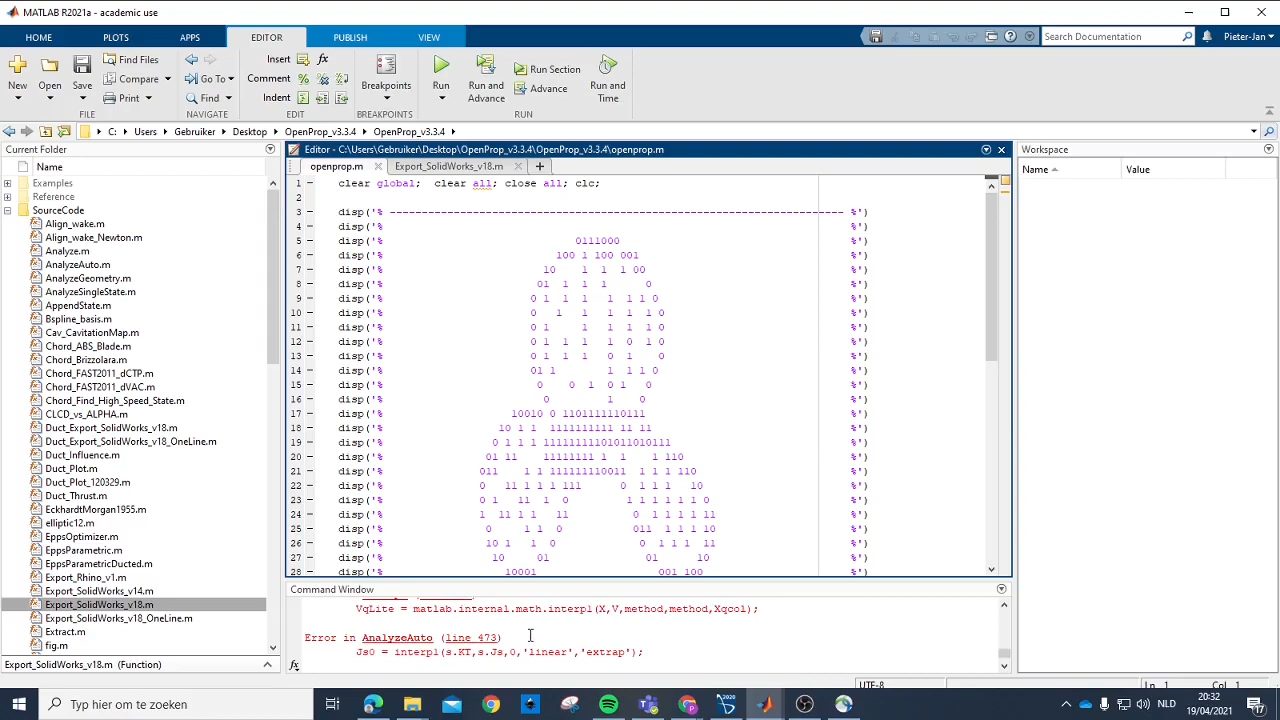 MATLAB R2021a - academic use
HOME PLOTS APPS EDITOR PUBLISH VIEW Search Documentation Pieter-Jan
New Open Save Find Files Compare Print Go To Find Insert fx Comment Indent Breakpoints Run Run and Advance Run Section Advance Run and Time
FILE NAVIGATE EDIT BREAKPOINTS RUN
C: Users Gebruiker Desktop OpenProp_v3.3.4 OpenProp_v3.3.4
Current Folder
Name
Examples
Reference
SourceCode
Align_wake.m
Align_wake_Newton.m
Analyze.m
AnalyzeAuto.m
AnalyzeGeometry.m
AnalyzeSingleState.m
AppendState.m
Bspline_basis.m
Cav_CavitationMap.m
Chord_ABS_Blade.m
Chord_Brizzolara.m
Chord_FAST2011_dCTP.m
Chord_FAST2011_dVAC.m
Chord_Find_High_Speed_State.m
CLCD_vs_ALPHA.m
Duct_Export_SolidWorks_v18.m
Duct_Export_SolidWorks_v18_OneLine.m
Duct_Influence.m
Duct_Plot.m
Duct_Plot_120329.m
Duct_Thrust.m
EckhardtMorgan1955.m
elliptic12.m
EppsOptimizer.m
EppsParametric.m
EppsParametricDucted.m
Export_Rhino_v1.m
Export_SolidWorks_v14.m
Export_SolidWorks_v18.m
Export_SolidWorks_v18_OneLine.m
Extract.m
fig.m
Export_SolidWorks_v18.m (Function)
Editor - C:\Users\Gebruiker\Desktop\OpenProp_v3.3.4\OpenProp_v3.3.4\openprop.m
openprop.m Export_SolidWorks_v18.m
1 - clear global; clear all; close all; clc;
2
3 - disp('% ----------------------------------------------------------------------- %')
4 - disp('% %')
5 - disp('% 0111000 %')
6 - disp('% 100 1 100 001 %')
7 - disp('% 10 1 1 1 00 %')
8 - disp('% 01 1 1 1 0 %')
9 - disp('% 0 1 1 1 1 1 1 0 %')
10 - disp('% 0 1 1 1 1 1 0 %')
11 - disp('% 0 1 1 1 1 1 0 %')
12 - disp('% 0 1 1 1 1 0 1 0 %')
13 - disp('% 0 1 1 1 0 1 0 %')
14 - disp('% 01 1 1 1 1 0 %')
15 - disp('% 0 0 1 0 1 0 %')
16 - disp('% 0 1 0 %')
17 - disp('% 10010 0 1101111110111 %')
18 - disp('% 10 1 1 1111111111 11 11 %')
19 - disp('% 0 1 1 1 11111111101011010111 %')
20 - disp('% 01 11 11111111 1 1 1 110 %')
21 - disp('% 011 1 1 111111110011 1 1 1 110 %')
22 - disp('% 0 11 1 1 1 111 0 1 1 1 10 %')
23 - disp('% 0 1 11 1 0 1 1 1 1 1 1 0 %')
24 - disp('% 1 11 1 1 11 0 1 1 1 1 11 %')
25 - disp('% 0 1 1 0 011 1 1 1 10 %')
26 - disp('% 10 1 1 0 0 1 1 1 11 %')
27 - disp('% 10 01 01 10 %')
28 - disp('% 10001 001 100 %')
Command Window
VqLite = matlab.internal.math.interp1(X,V,method,method,Xqcol);
Error in AnalyzeAuto (line 473)
Js0 = interp1(s.KT,s.Js,0,'linear','extrap');
fx
Workspace
Name Value
UTF-8 Ln 1 Col 1
Typ hier om te zoeken
2020
NLD
20:32
19/04/2021
17